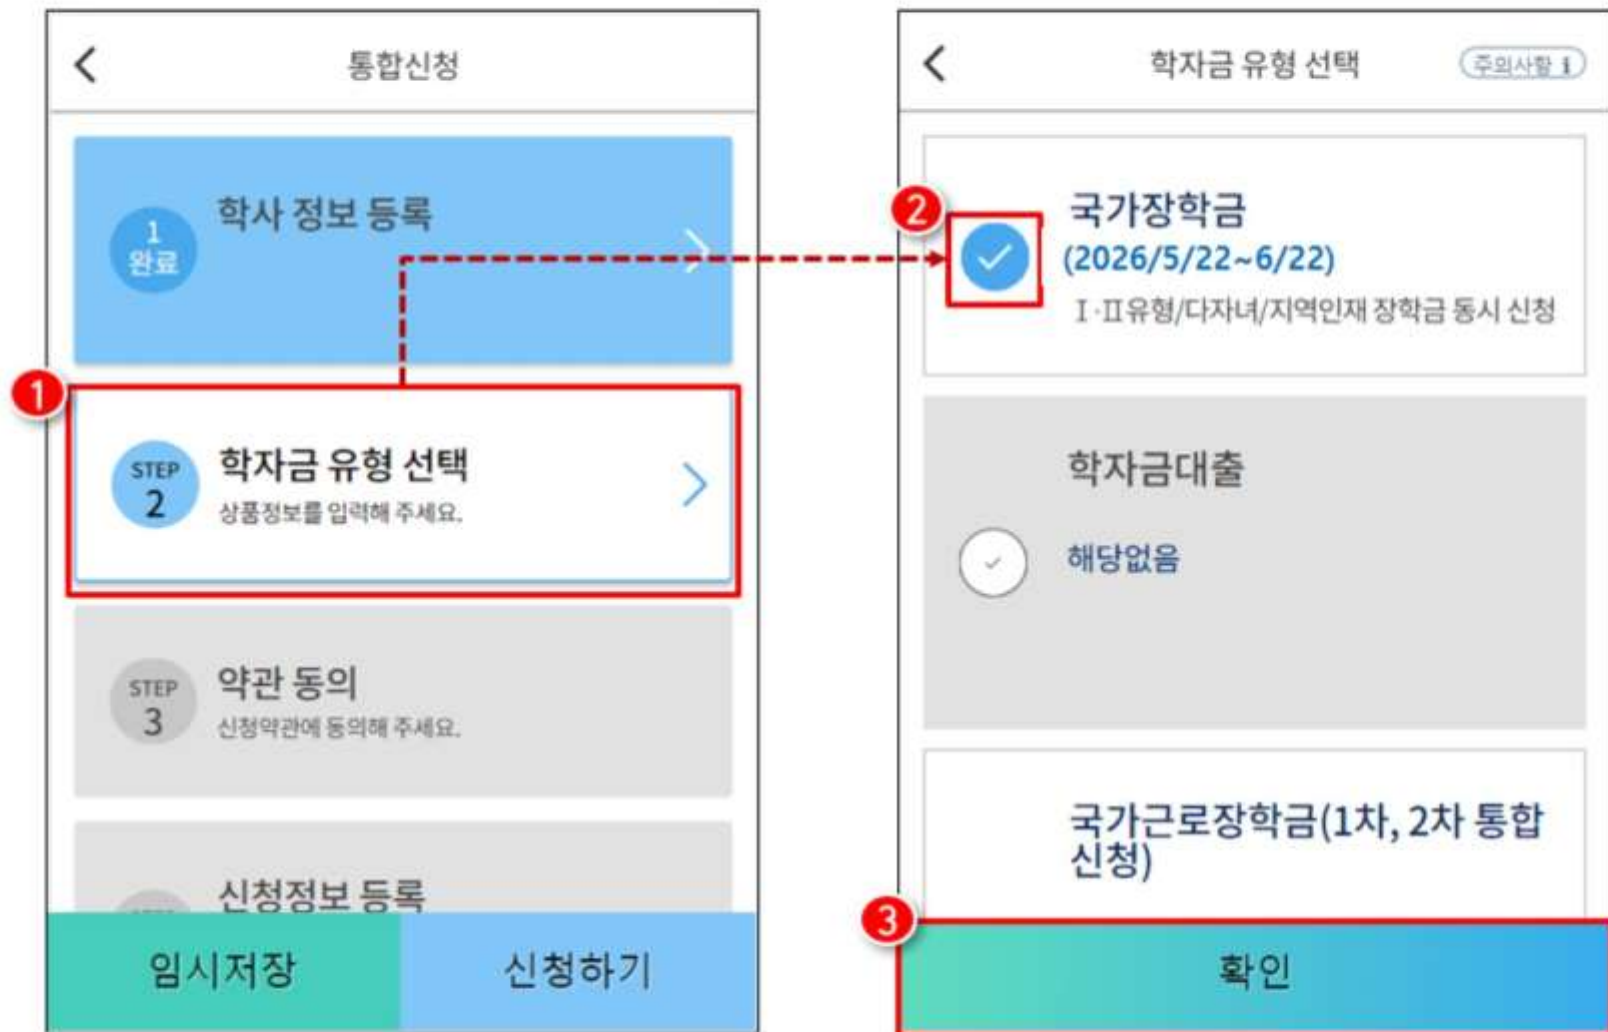 통합신청
1
완료
학사 정보 등록
1
STEP
2
학자금 유형 선택
상품정보를 입력해 주세요.
STEP
3
약관 동의
신청약관에 동의해 주세요.
신청정보 등록
임시저장
신청하기
학자금 유형 선택
주의사항 i
2
국가장학금
(2026/5/22~6/22)
Ⅰ·Ⅱ유형/다자녀/지역인재 장학금 동시 신청
학자금대출
해당없음
국가근로장학금(1차, 2차 통합
신청)
3
확인